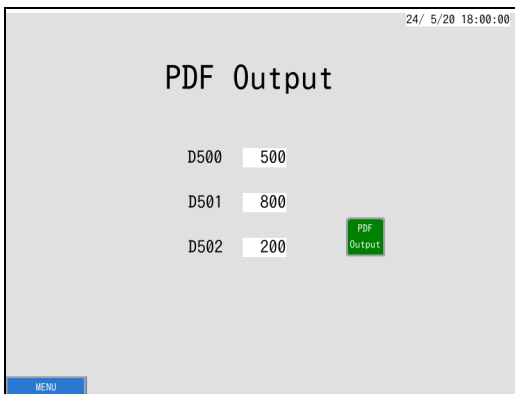 24/ 5/20 18:00:00
PDF Output
D500 500
D501 800
D502 200
PDF
Output
MENU